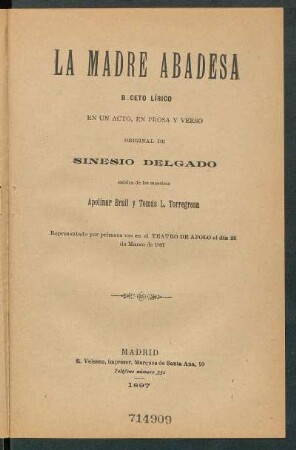 LA MADRE ABADESA
B CETO LÍRICO
EN UN ACTO, EN PROSA Y VERSO
ORIGINAL DE
SINESIO DELGADO
música de los maestros
Apolinar Brull y Tomás L. Torregrosa
Representado por primera vez en el TEATRO DE APOLO el día
de Marzo de 1897
MADRID
R. Velasco, Impresor, Marqués de Santa Ana, 20
Teléfono número 551
1897
714909